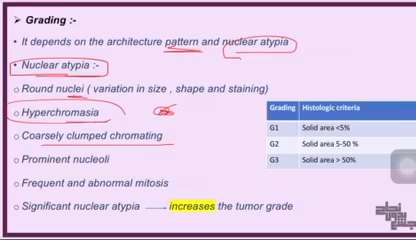 Grading :-
It depends on the architecture pattern and nuclear atypia
Nuclear atypia :-
Round nuclei ( variation in size , shape and staining)
Hyperchromasia
Coarsely clumped chromating
Prominent nucleoli
Frequent and abnormal mitosis
Significant nuclear atypia → increases the tumor grade
Grading Histologic criteria
G1 Solid area <5%
G2 Solid area 5-50 %
G3 Solid area > 50%